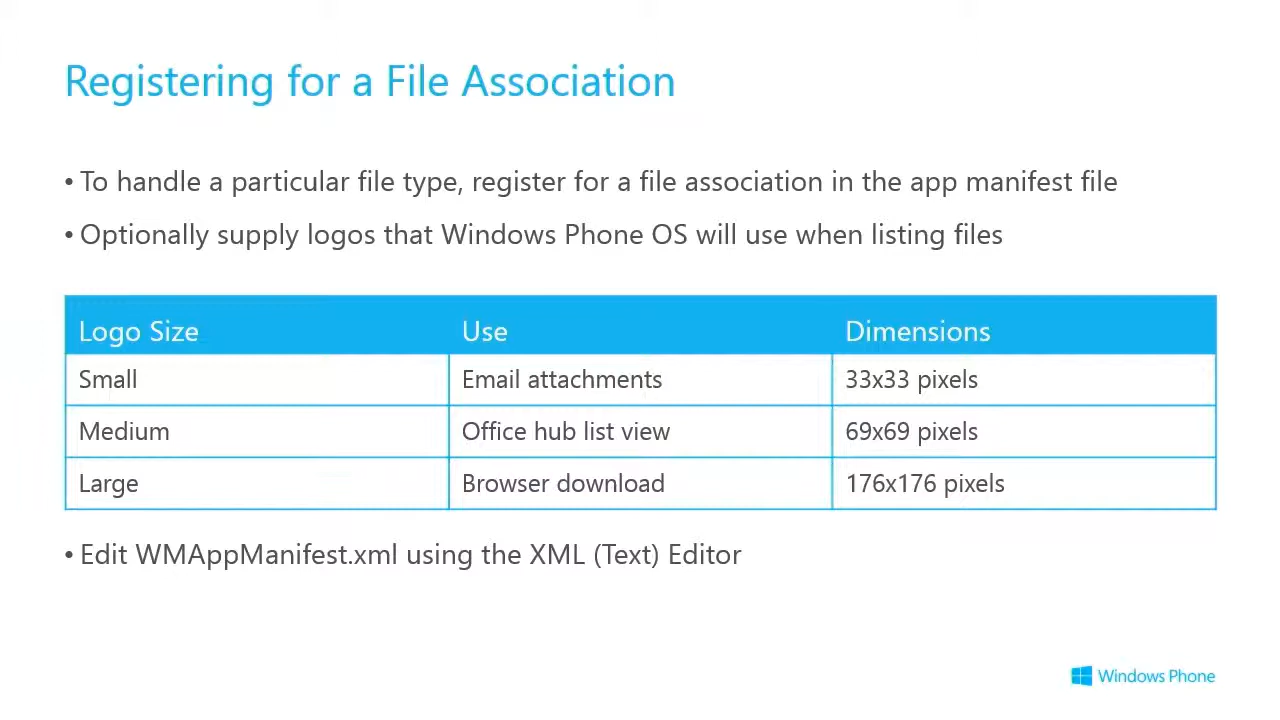 Registering for a File Association
• To handle a particular file type, register for a file association in the app manifest file
• Optionally supply logos that Windows Phone OS will use when listing files
Logo Size Use Dimensions
Small Email attachments 33x33 pixels
Medium Office hub list view 69x69 pixels
Large Browser download 176x176 pixels
• Edit WMAppManifest.xml using the XML (Text) Editor
Windows Phone